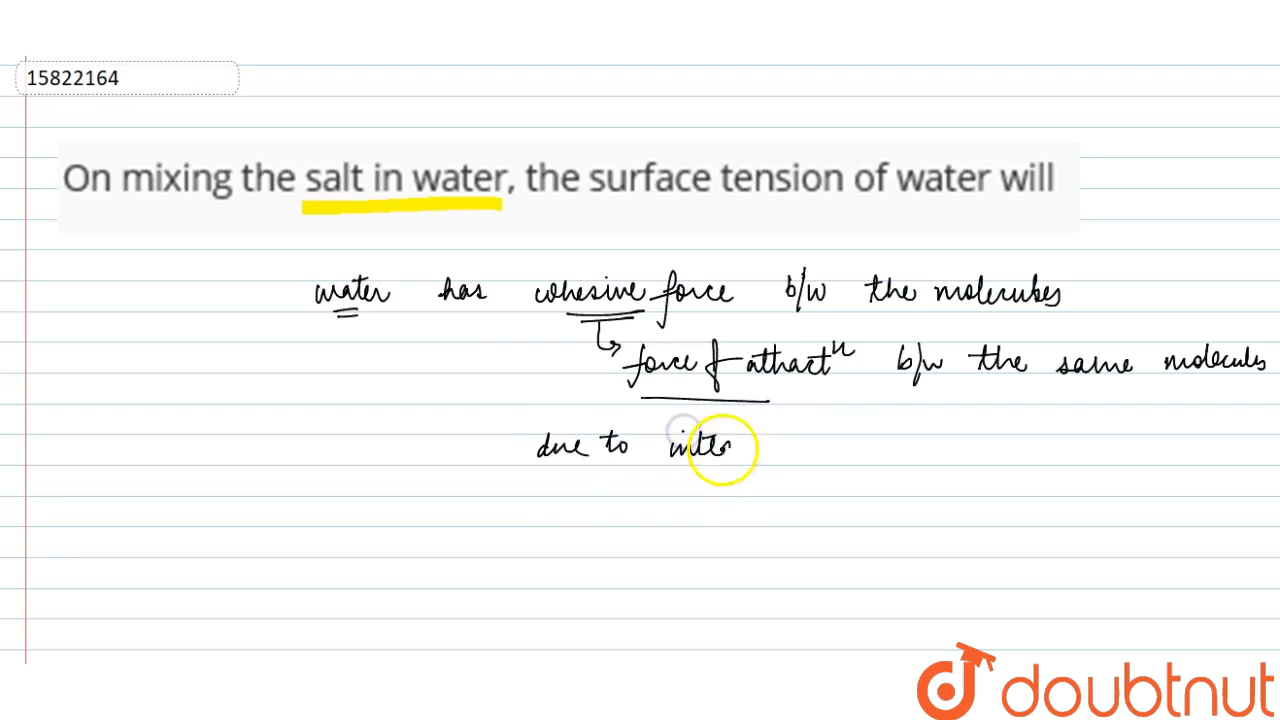 15822164
On mixing the salt in water, the surface tension of water will
water has cohesive force b/w the molecules
force of attractn b/w the same molecules
due to inter
doubtnut